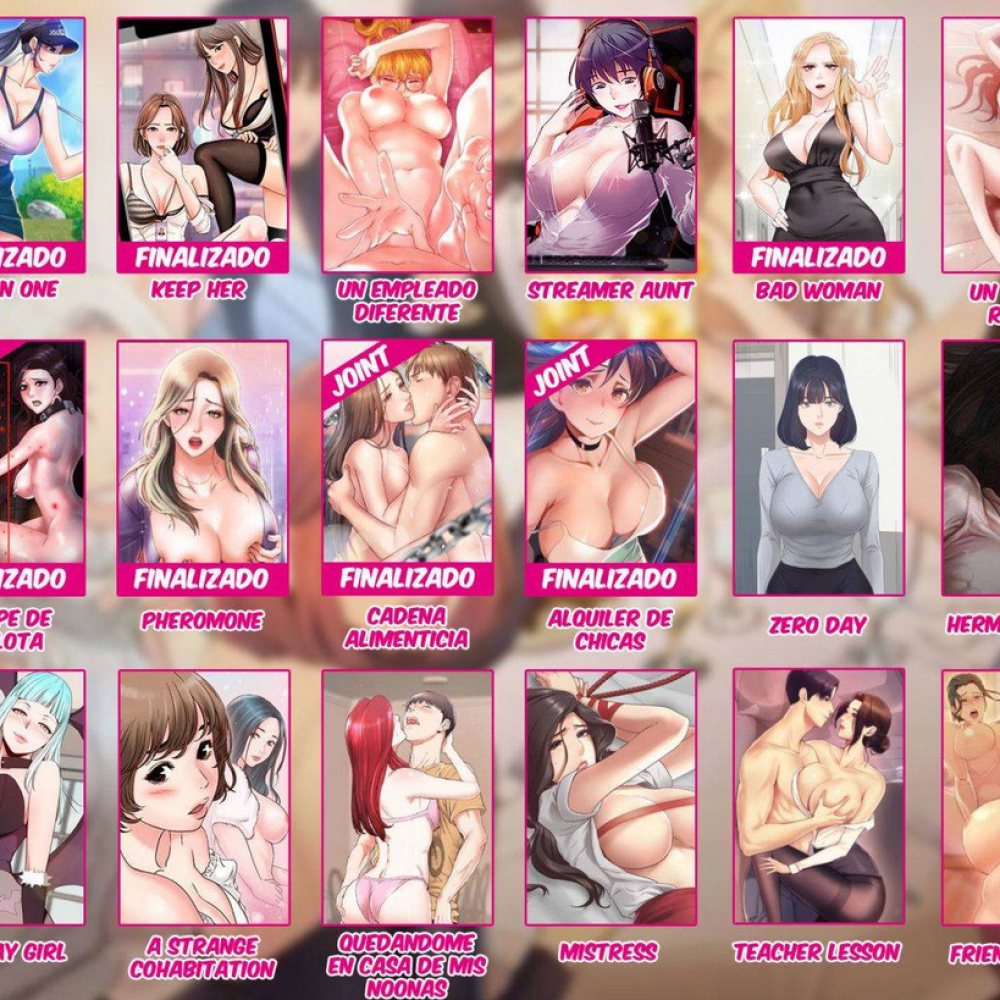 IZADO
FINALIZADO
FINALIZADO
N ONE
KEEP HER
UN EMPLEADO
DIFERENTE
STREAMER AUNT
BAD WOMAN
UN
R
JOINT
JOINT
IZADO
FINALIZADO
FINALIZADO
FINALIZADO
PE DE
LOTA
PHEROMONE
CADENA
ALIMENTICIA
ALQUILER DE
CHICAS
ZERO DAY
HERM
AY GIRL
A STRANGE
COHABITATION
QUEDANDOME
EN CASA DE MIS
NOONAS
MISTRESS
TEACHER LESSON
FRIEN